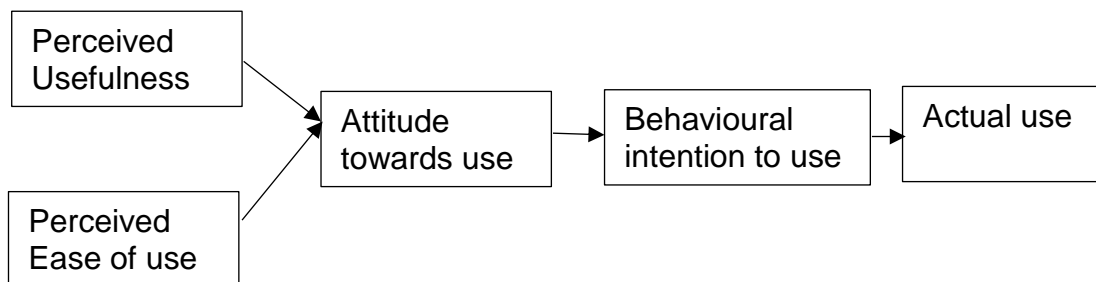 Perceived
Usefulness
Perceived
Ease of use
Attitude
towards use
Behavioural
intention to use
Actual use